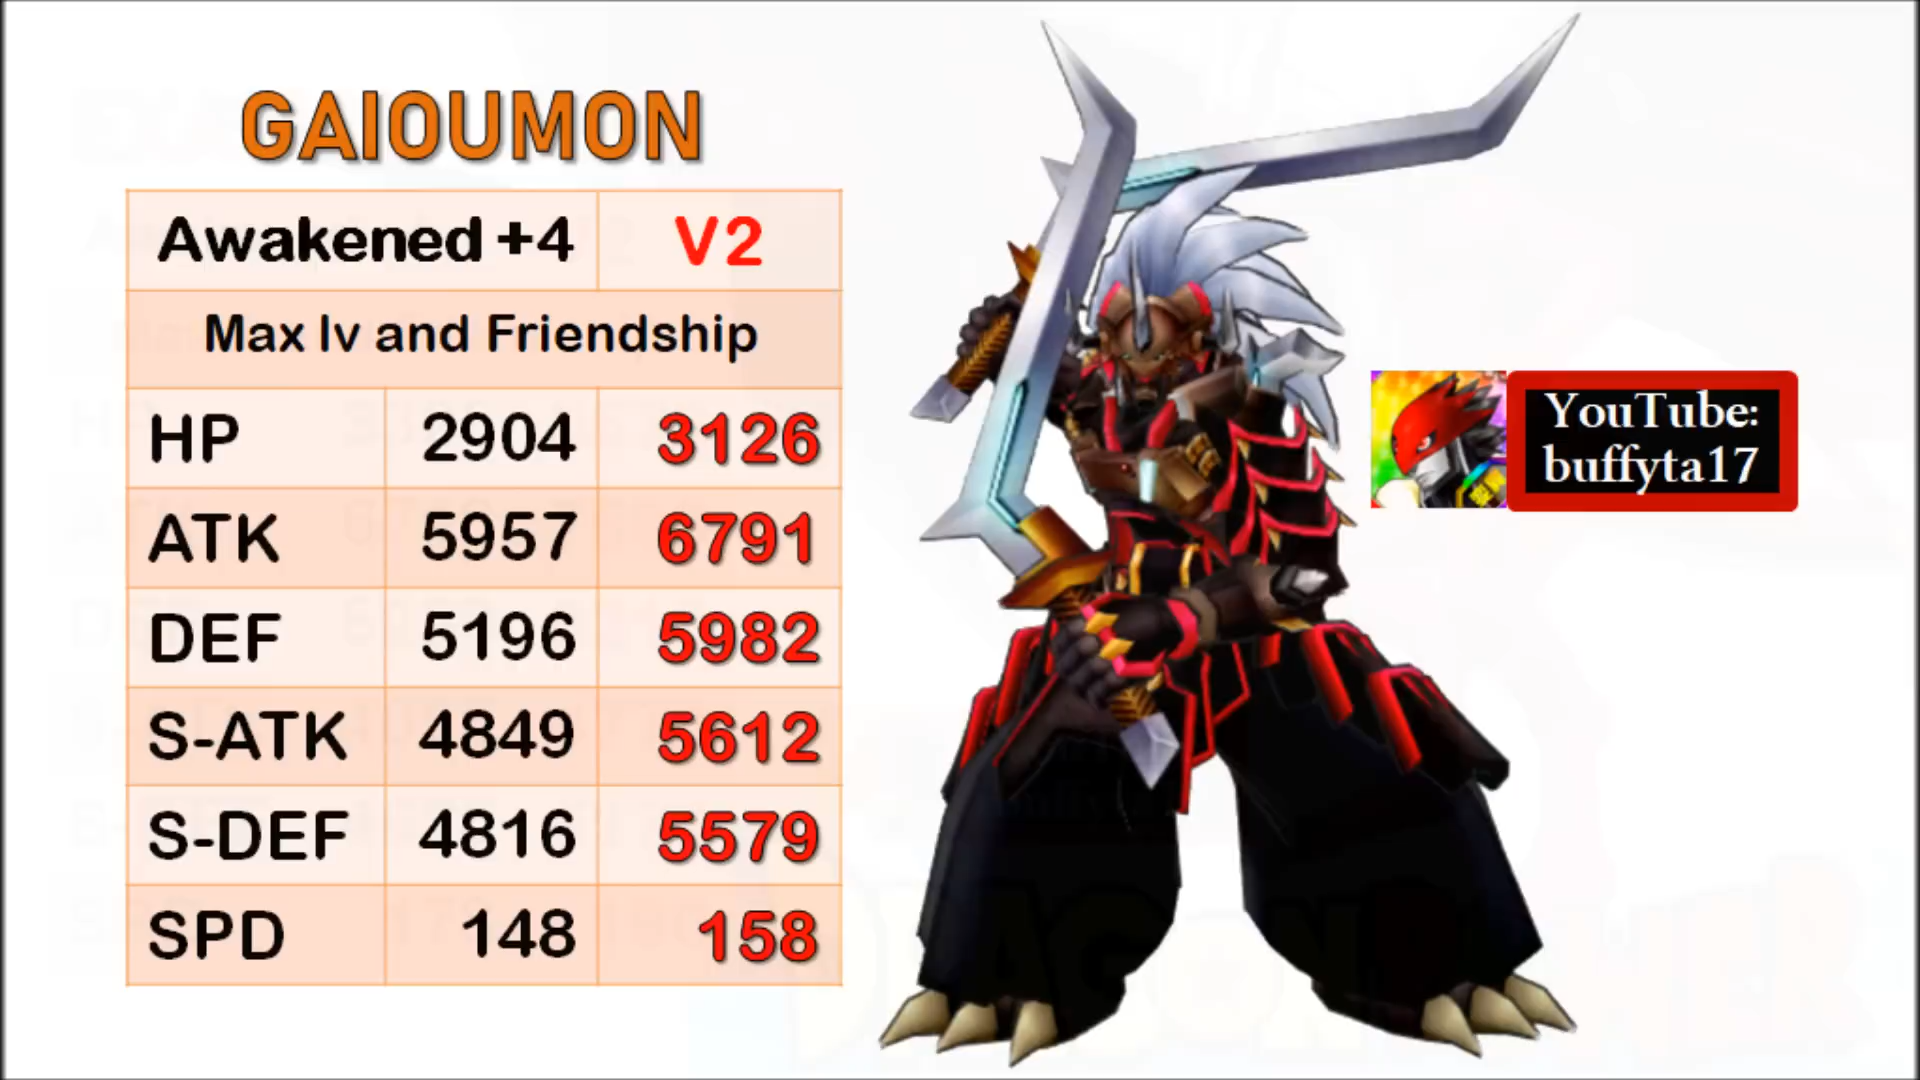 GAIOUMON
Awakened +4 V2
Max lv and Friendship
HP 2904 3126
ATK 5957 6791
DEF 5196 5982
S-ATK 4849 5612
S-DEF 4816 5579
SPD 148 158
YouTube:
buffyta17